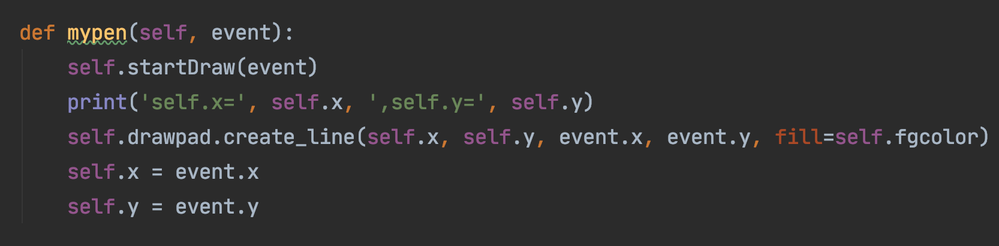 def mypen(self, event):
    self.startDraw(event)
    print('self.x=', self.x, ',self.y=', self.y)
    self.drawpad.create_line(self.x, self.y, event.x, event.y, fill=self.fgcolor)
    self.x = event.x
    self.y = event.y